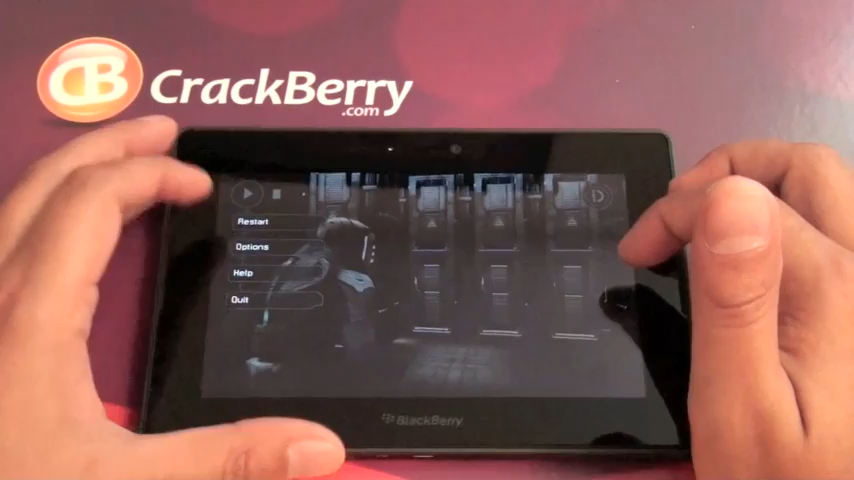 CB CrackBerry
.com
Restart
Options
Help
Quit
BlackBerry